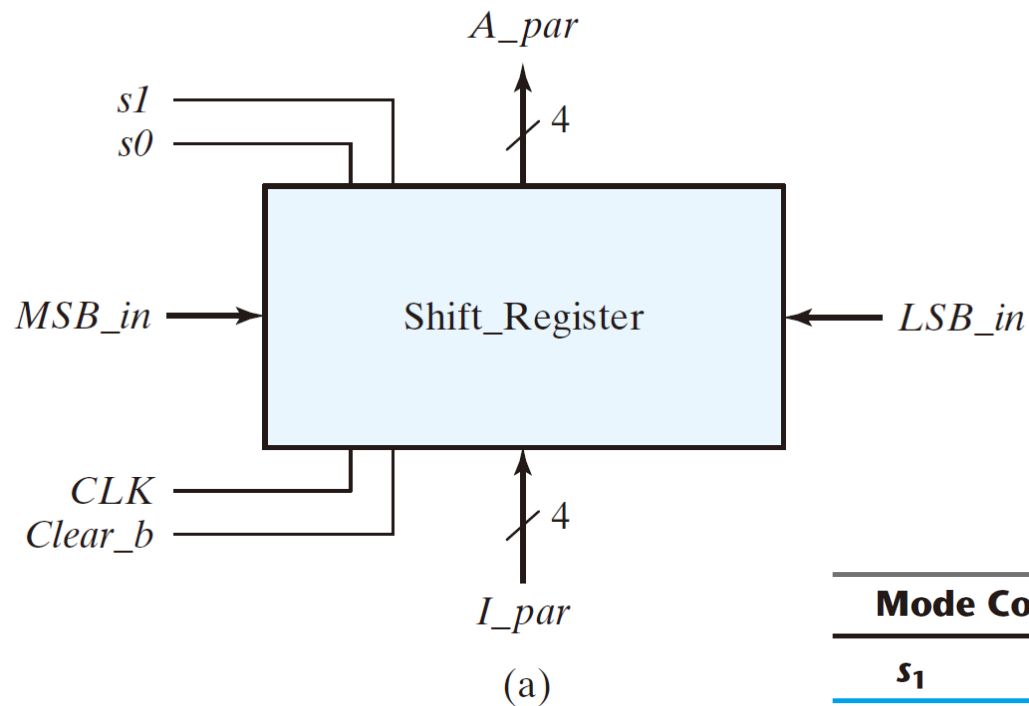 A_par
s1
s0
4
MSB_in
Shift_Register
LSB_in
CLK
Clear_b
4
I_par
(a)
Mode Co
s1